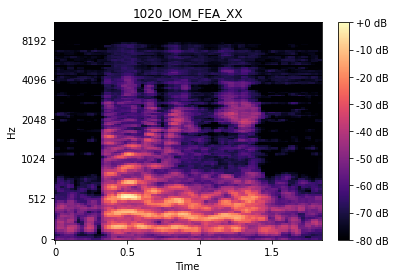 1020_IOM_FEA_XX
+0 dB
8192
-10 dB
4096
-20 dB
-30 dB
2048
Hz
-40 dB
1024
-50 dB
512
-60 dB
-70 dB
0
-80 dB
0 0.5 1 1.5
Time